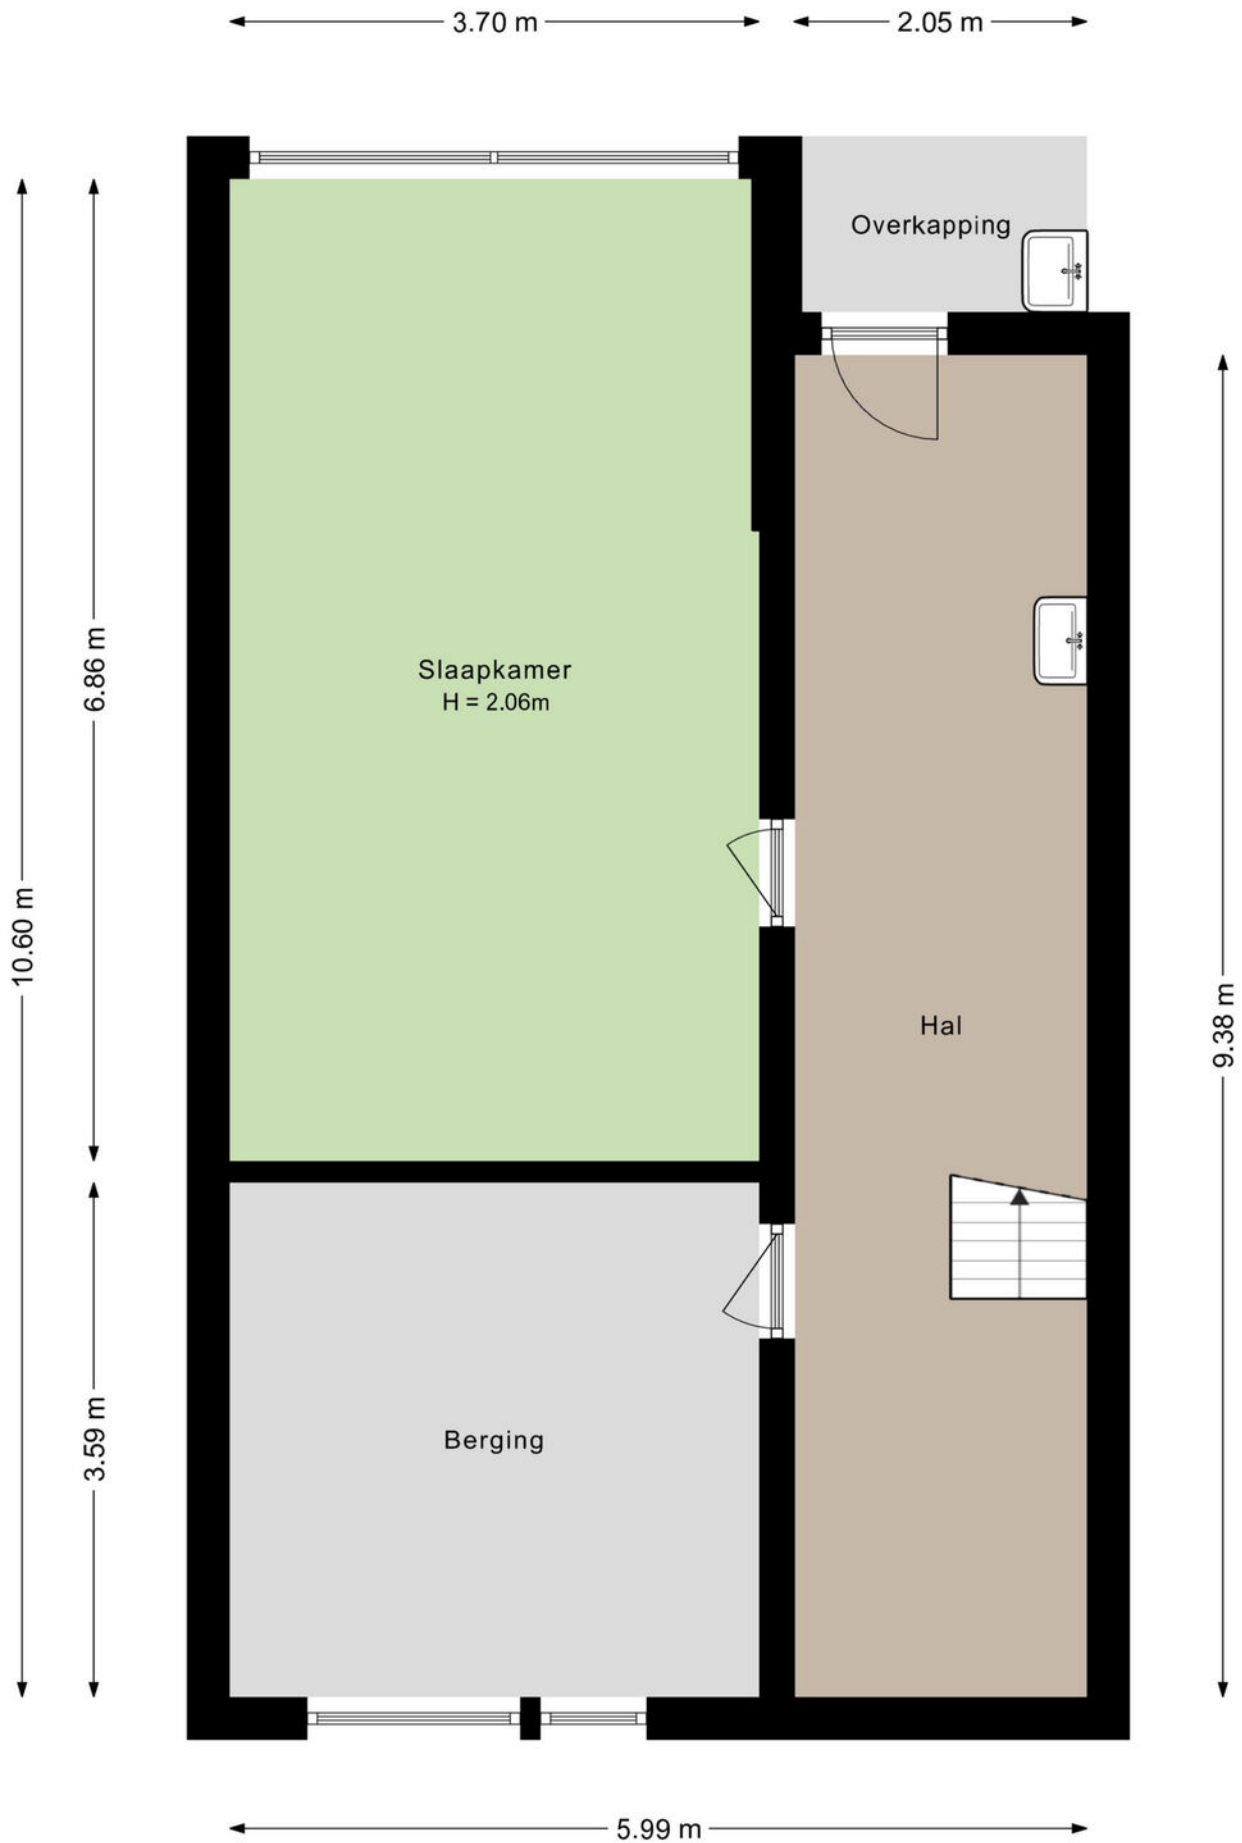 3.70 m
2.05 m
Overkapping
6.86 m
Slaapkamer
H = 2.06m
10.60 m
9.38 m
Hal
3.59 m
Berging
5.99 m